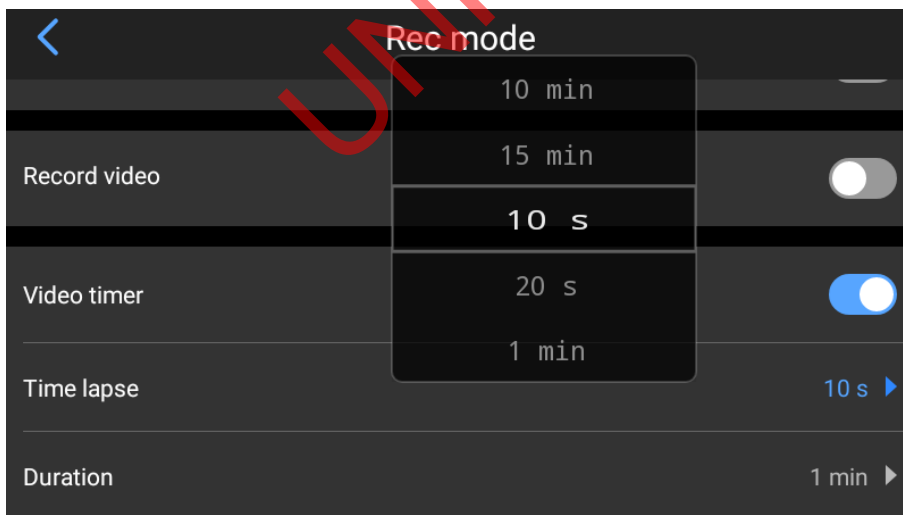 Rec mode
10 min
15 min
Record video
10 s
20 s
Video timer
1 min
Time lapse
10 s
Duration
1 min
UNI